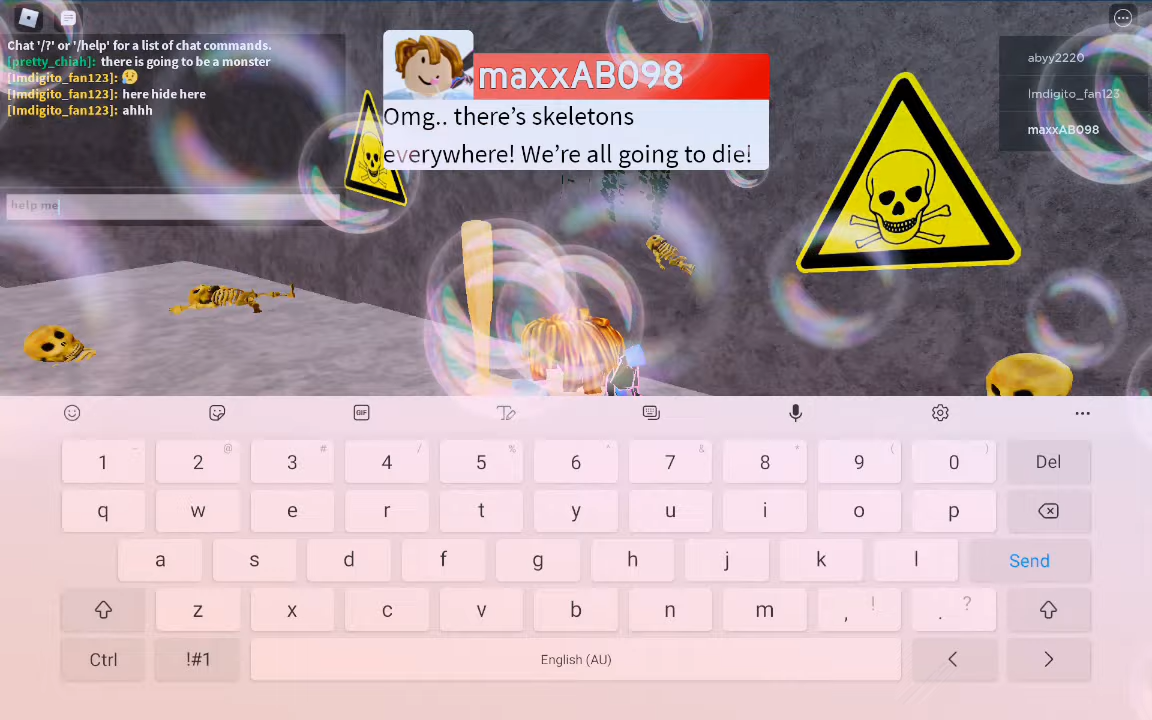 Chat '/?' or '/help' for a list of chat commands.
[pretty_chiah]: there is going to be a monster
[Imdigito_fan123]: 😥
[Imdigito_fan123]: here hide here
[Imdigito_fan123]: ahhh
help me
maxxAB098
Omg.. there's skeletons
everywhere! We're all going to die!
abyy2220
Imdigito_fan123
maxxAB098
GIF
1 2 @ 3 # 4 / 5 % 6 ^ 7 & 8 * 9 ( 0 ) Del
q w e r t y u i o p
a s d f g h j k l Send
z x c v b n m , ! . ?
Ctrl !#1 English (AU) < >